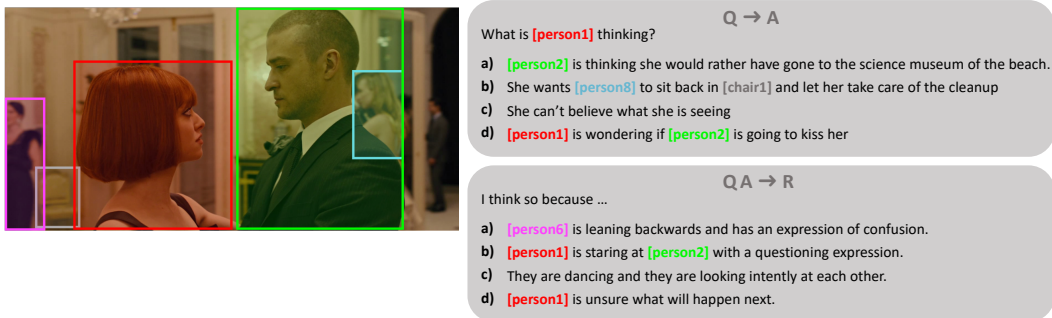 Q → A
What is [person1] thinking?
a) [person2] is thinking she would rather have gone to the science museum of the beach.
b) She wants [person8] to sit back in [chair1] and let her take care of the cleanup
c) She can't believe what she is seeing
d) [person1] is wondering if [person2] is going to kiss her
QA → R
I think so because ...
a) [person6] is leaning backwards and has an expression of confusion.
b) [person1] is staring at [person2] with a questioning expression.
c) They are dancing and they are looking intently at each other.
d) [person1] is unsure what will happen next.